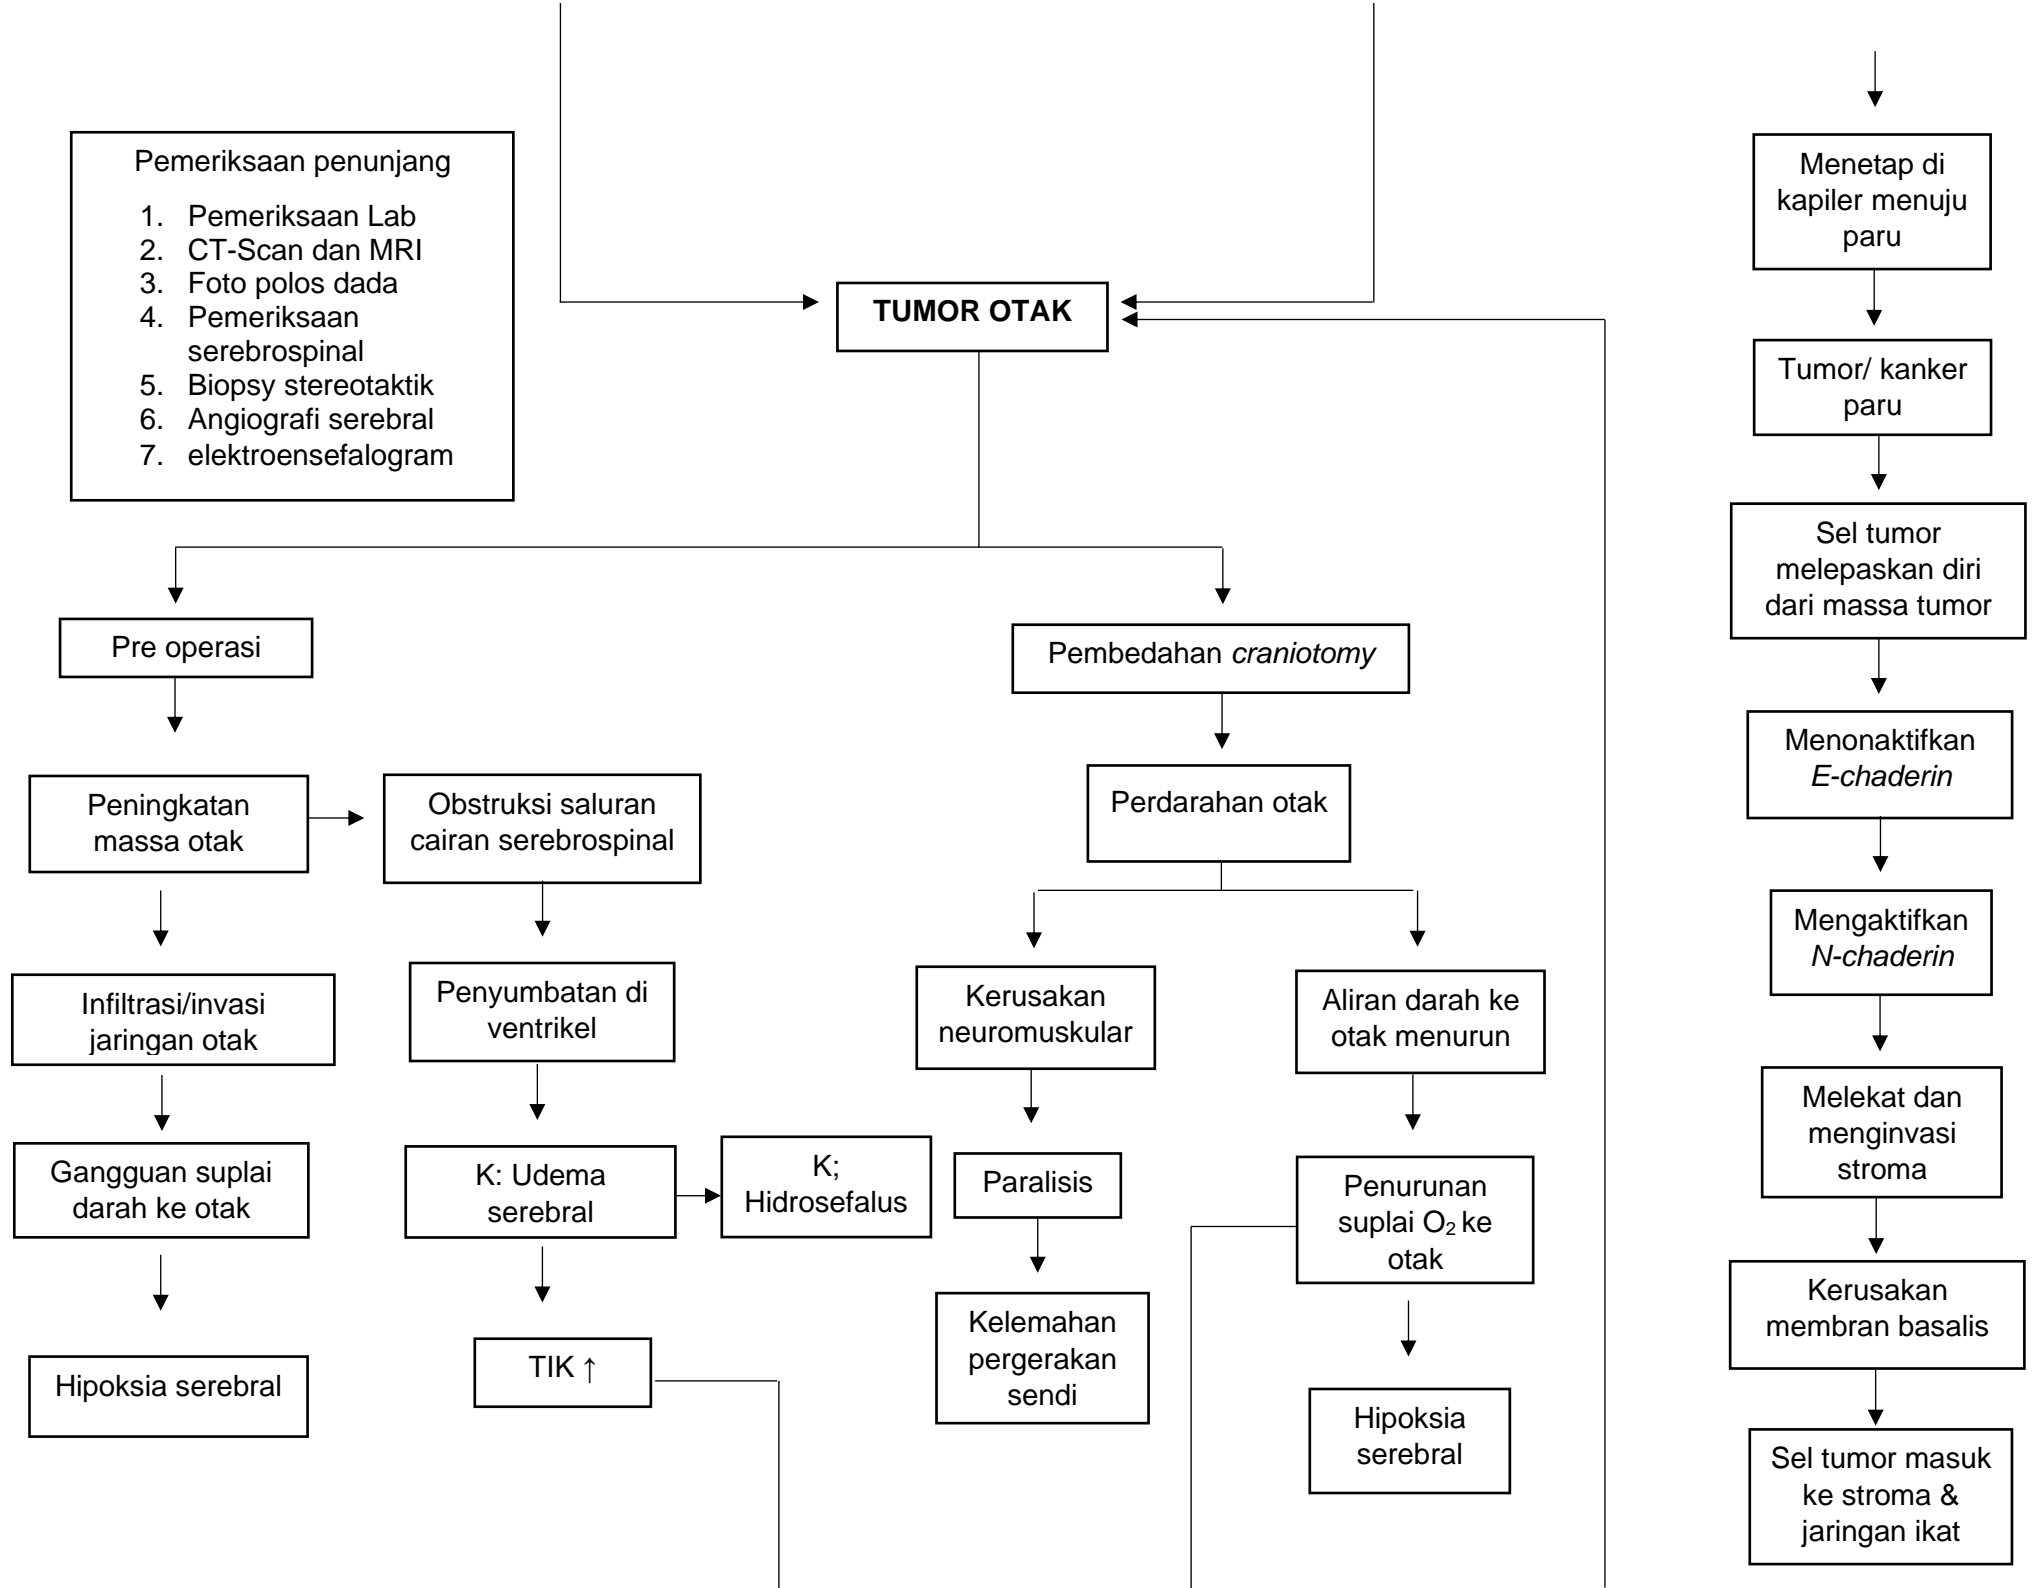 Pemeriksaan penunjang
1. Pemeriksaan Lab
2. CT-Scan dan MRI
3. Foto polos dada
4. Pemeriksaan
serebrospinal
5. Biopsy stereotaktik
6. Angiografi serebral
7. elektroensefalogram
TUMOR OTAK
Pre operasi
Peningkatan
massa otak
Infiltrasi/invasi
jaringan otak
Gangguan suplai
darah ke otak
Hipoksia serebral
Obstruksi saluran
cairan serebrospinal
Penyumbatan di
ventrikel
K: Udema
serebral
K;
Hidrosefalus
TIK ↑
Pembedahan craniotomy
Perdarahan otak
Kerusakan
neuromuskular
Paralisis
Kelemahan
pergerakan
sendi
Aliran darah ke
otak menurun
Penurunan
suplai O₂ ke
otak
Hipoksia
serebral
Menetap di
kapiler menuju
paru
Tumor/ kanker
paru
Sel tumor
melepaskan diri
dari massa tumor
Menonaktifkan
E-chaderin
Mengaktifkan
N-chaderin
Melekat dan
menginvasi
stroma
Kerusakan
membran basalis
Sel tumor masuk
ke stroma &
jaringan ikat